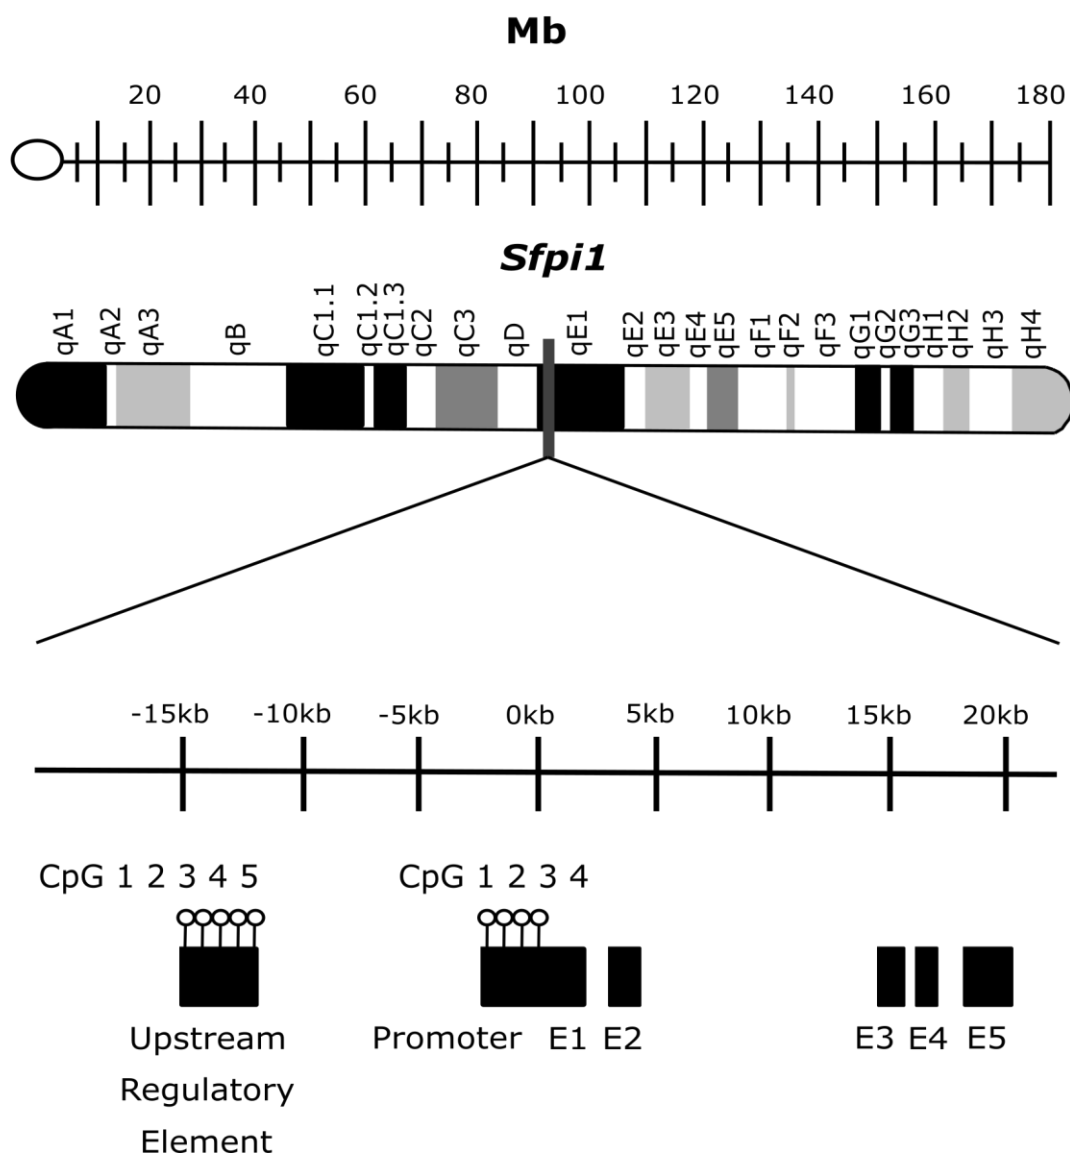 Mb
20 40 60 80 100 120 140 160 180
Sfpi1
qA1 qA2 qA3 qB qC1.1 qC1.2 qC1.3 qC2 qC3 qD qE1 qE2 qE3 qE4 qE5 qF1 qF2 qF3 qG1 qG2 qG3 qH1 qH2 qH3 qH4
-15kb -10kb -5kb 0kb 5kb 10kb 15kb 20kb
CpG 1 2 3 4 5 CpG 1 2 3 4
Upstream Promoter E1 E2 E3 E4 E5
Regulatory
Element